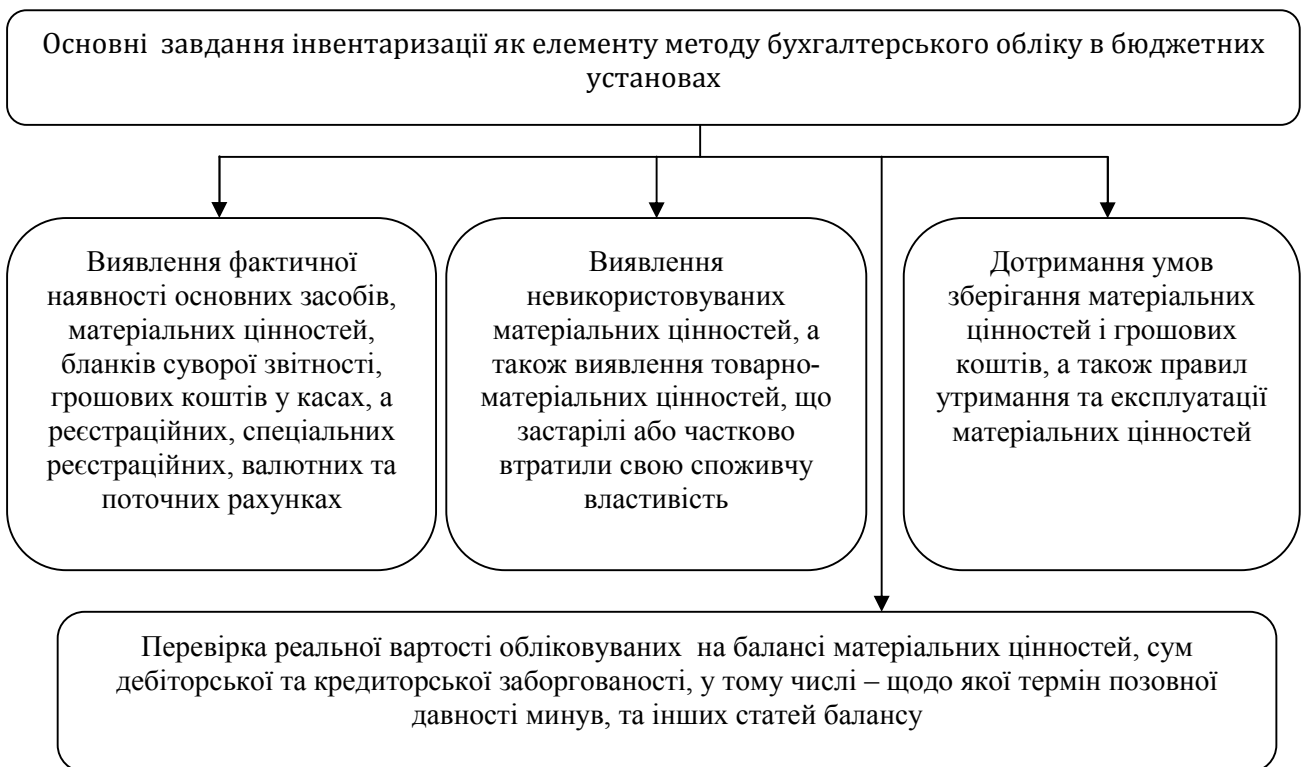 Основні завдання інвентаризації як елементу методу бухгалтерського обліку в бюджетних
установах
Виявлення фактичної
наявності основних засобів,
матеріальних цінностей,
бланків суворої звітності,
грошових коштів у касах, а
реєстраційних, спеціальних
реєстраційних, валютних та
поточних рахунках
Виявлення
невикористовуваних
матеріальних цінностей, а
також виявлення товарно-
матеріальних цінностей, що
застарілі або частково
втратили свою споживчу
властивість
Дотримання умов
зберігання матеріальних
цінностей і грошових
коштів, а також правил
утримання та експлуатації
матеріальних цінностей
Перевірка реальної вартості обліковуваних на балансі матеріальних цінностей, сум
дебіторської та кредиторської заборгованості, у тому числі – щодо якої термін позовної
давності минув, та інших статей балансу